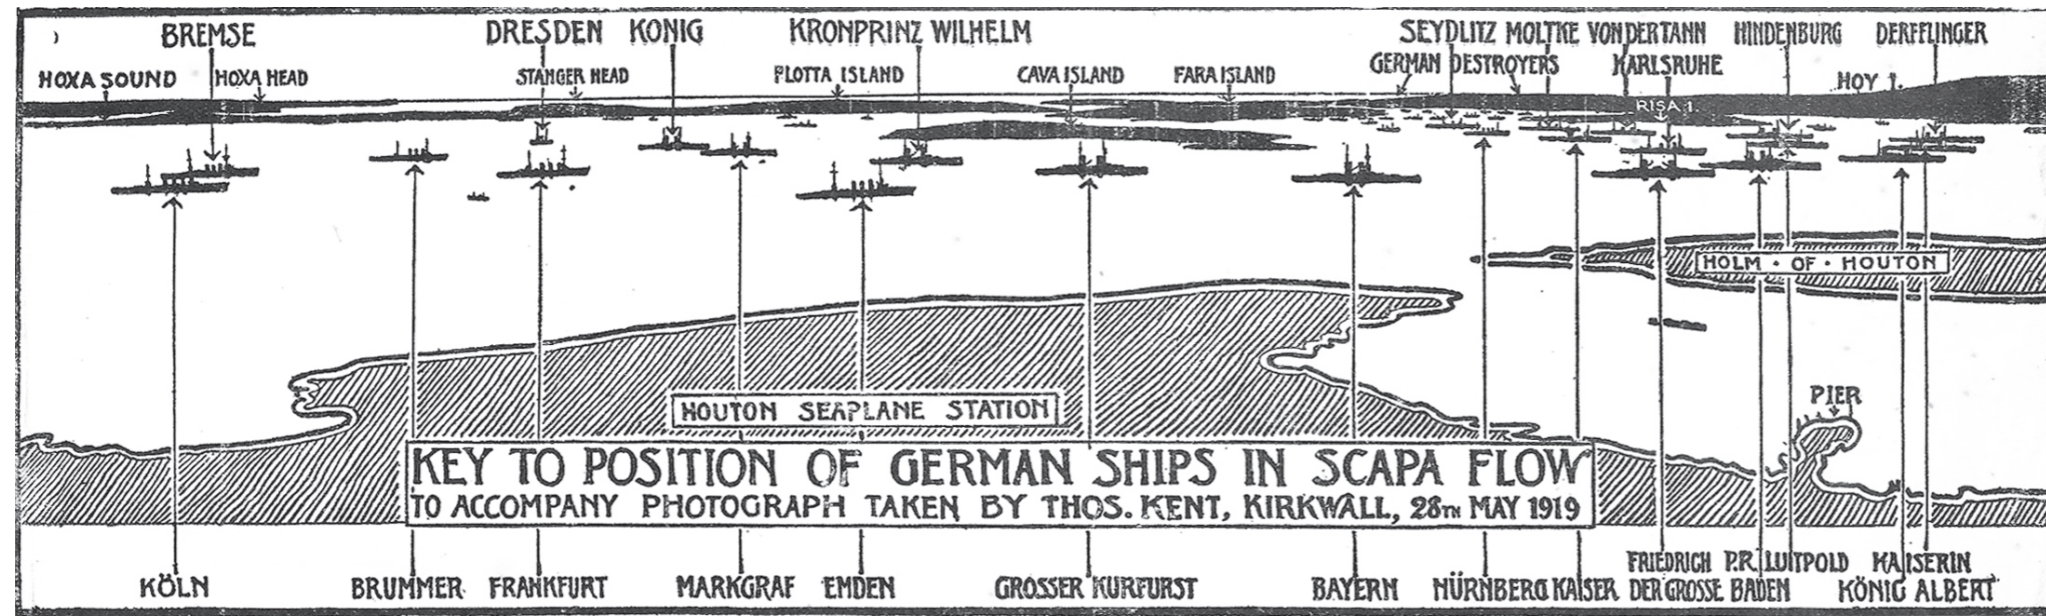 BREMSE DRESDEN KONIG KRONPRINZ WILHELM SEYDLITZ MOLTKE VON DER TANN HINDENBURG DERFFLINGER
HOXA SOUND HOXA HEAD STANGER HEAD FLOTTA ISLAND CAVA ISLAND FARA ISLAND GERMAN DESTROYERS KARLSRUHE HOY I.
RISA I.
HOLM · OF · HOUTON
PIER
HOUTON SEAPLANE STATION
KEY TO POSITION OF GERMAN SHIPS IN SCAPA FLOW
TO ACCOMPANY PHOTOGRAPH TAKEN BY THOS. KENT, KIRKWALL, 28TH MAY 1919
KÖLN BRUMMER FRANKFURT MARKGRAF EMDEN GROSSER KURFURST BAYERN NÜRNBERG KAISER FRIEDRICH DER GROSSE P.R. LUITPOLD BADEN KAISERIN KÖNIG ALBERT